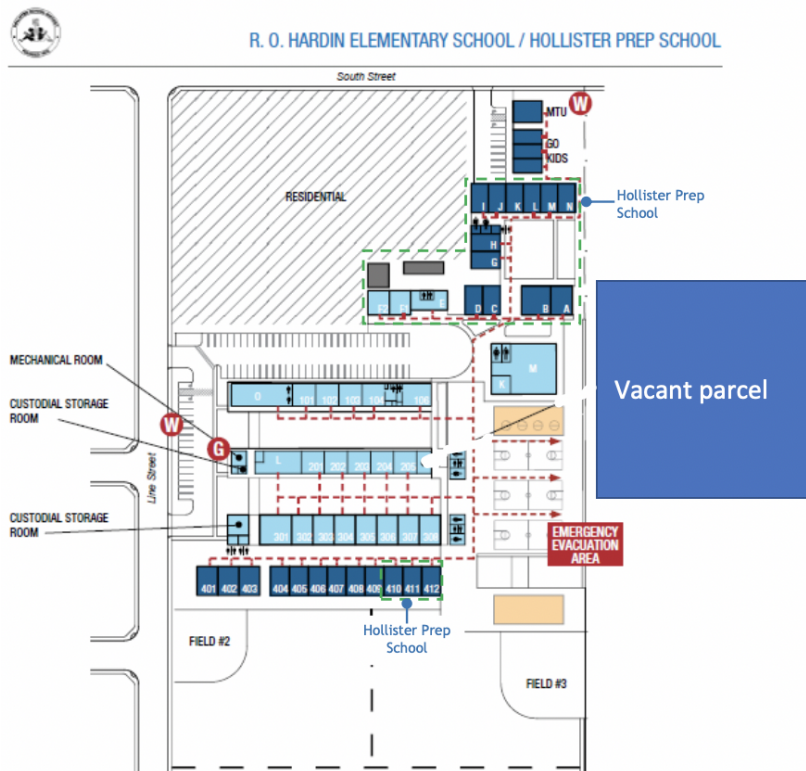 R. O. HARDIN ELEMENTARY SCHOOL / HOLLISTER PREP SCHOOL
South Street
W
MTU
GO
KIDS
RESIDENTIAL
I J K L M N
Hollister Prep
School
H
G
E2 E1 E D C B A
MECHANICAL ROOM
M
K
Vacant parcel
CUSTODIAL STORAGE
ROOM
O 101 102 103 104 106
W
G
L 201 202 203 204 205
Line Street
CUSTODIAL STORAGE
ROOM
301 302 303 304 305 306 307 308
EMERGENCY
EVACUATION
AREA
401 402 403 404 405 406 407 408 409 410 411 412
Hollister Prep
School
FIELD #2
FIELD #3